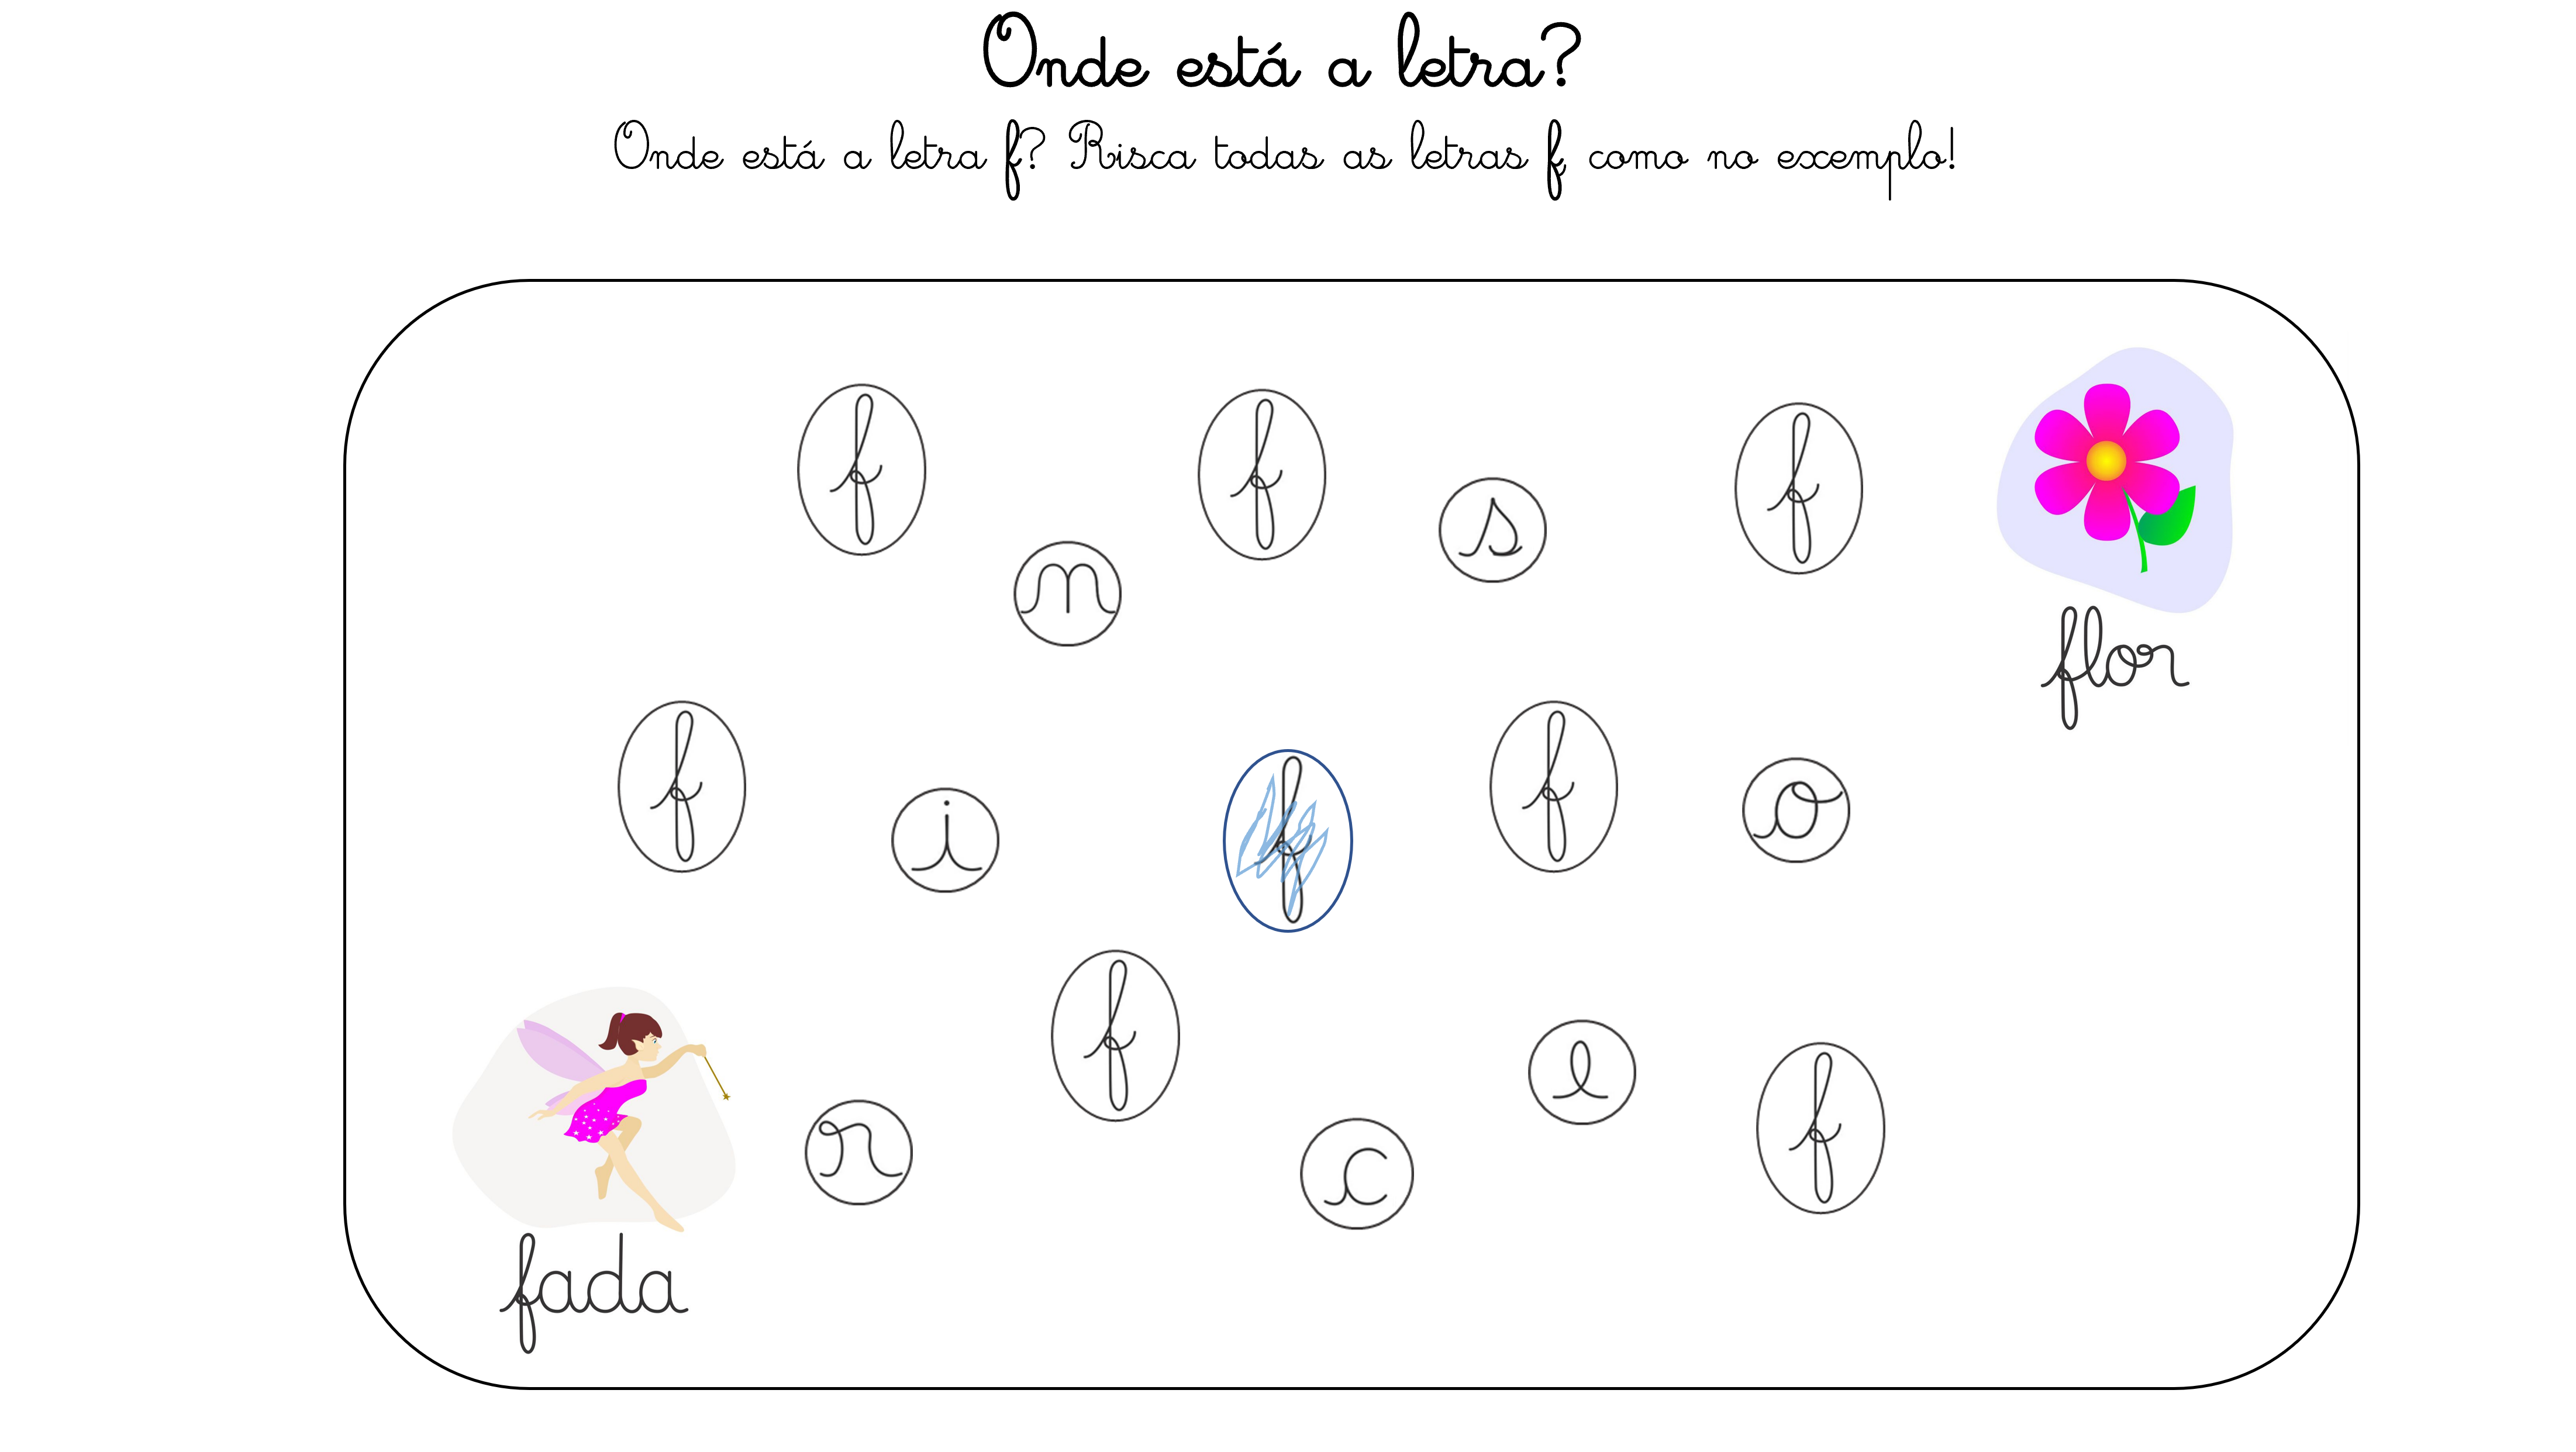 Onde está a letra?
Onde está a letra f? Risca todas as letras f, como no exemplo!
f
f
s
f
m
flor
f
i
f
f
o
f
e
f
r
c
fada